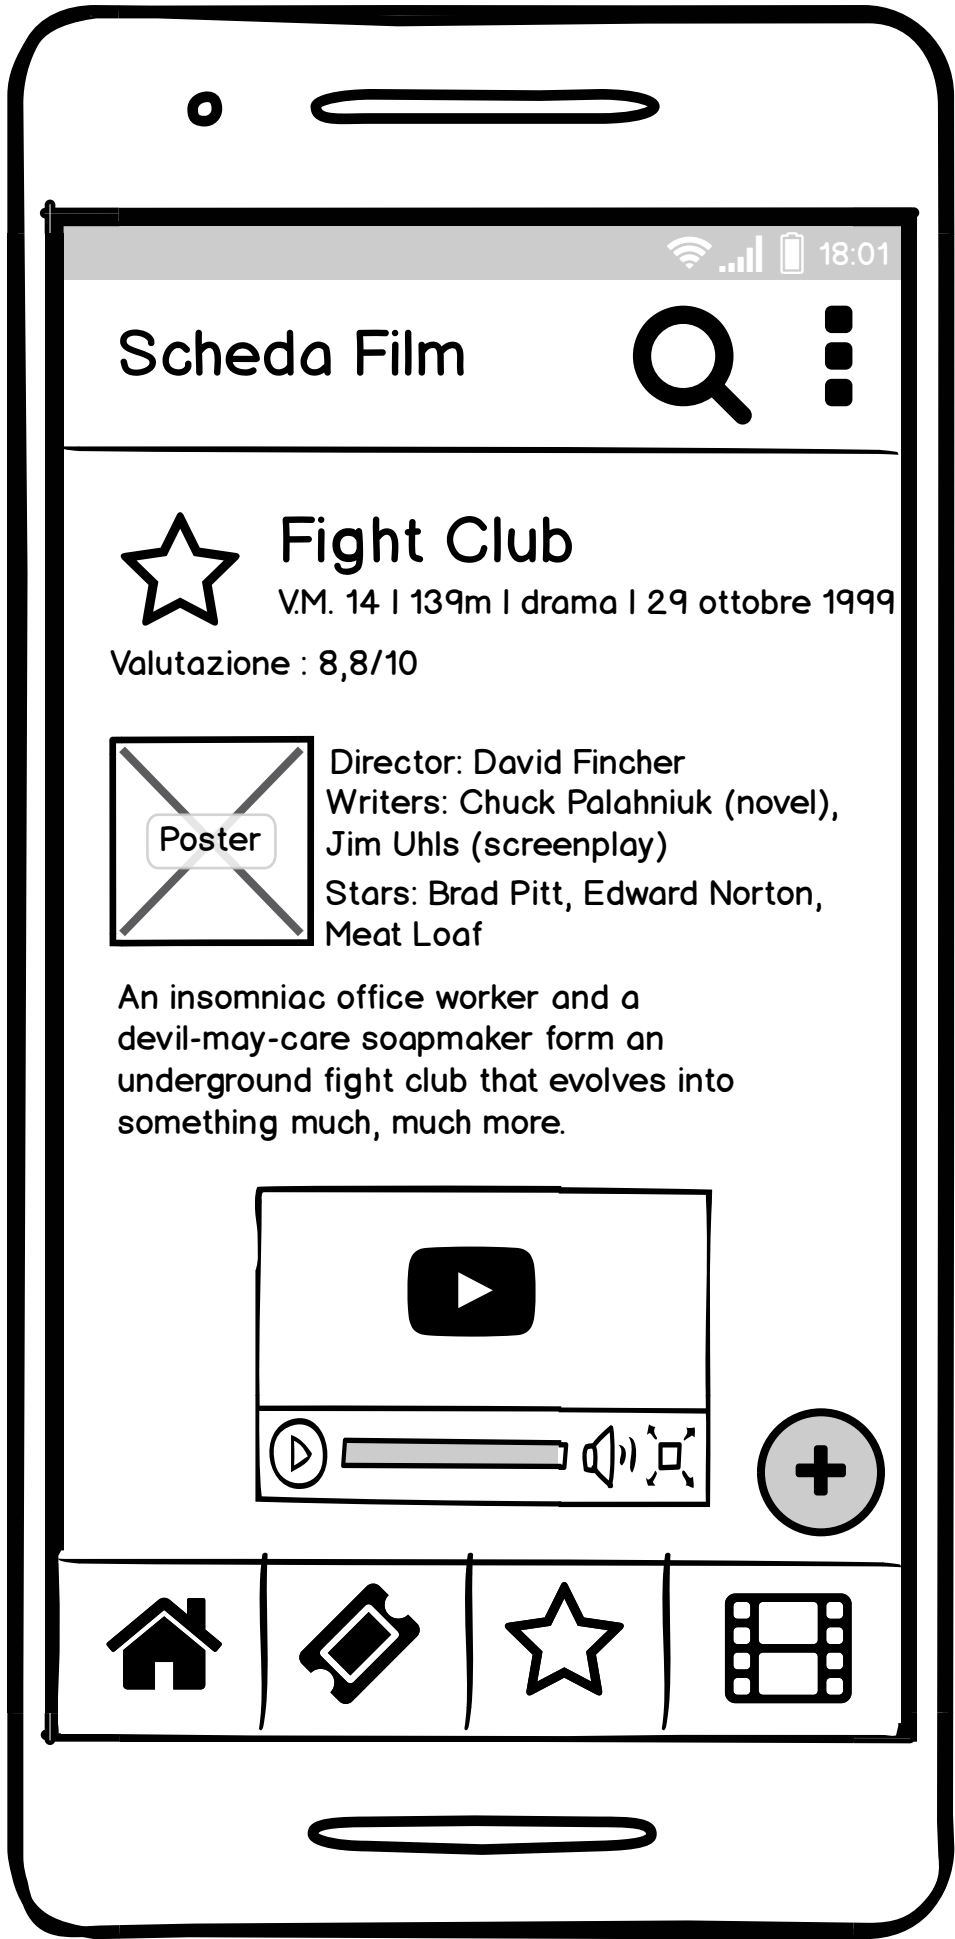 18:01
Scheda Film
Fight Club
V.M. 14 | 139m | drama | 29 ottobre 1999
Valutazione : 8,8/10
Poster
Director: David Fincher
Writers: Chuck Palahniuk (novel),
Jim Uhls (screenplay)
Stars: Brad Pitt, Edward Norton,
Meat Loaf
An insomniac office worker and a
devil-may-care soapmaker form an
underground fight club that evolves into
something much, much more.